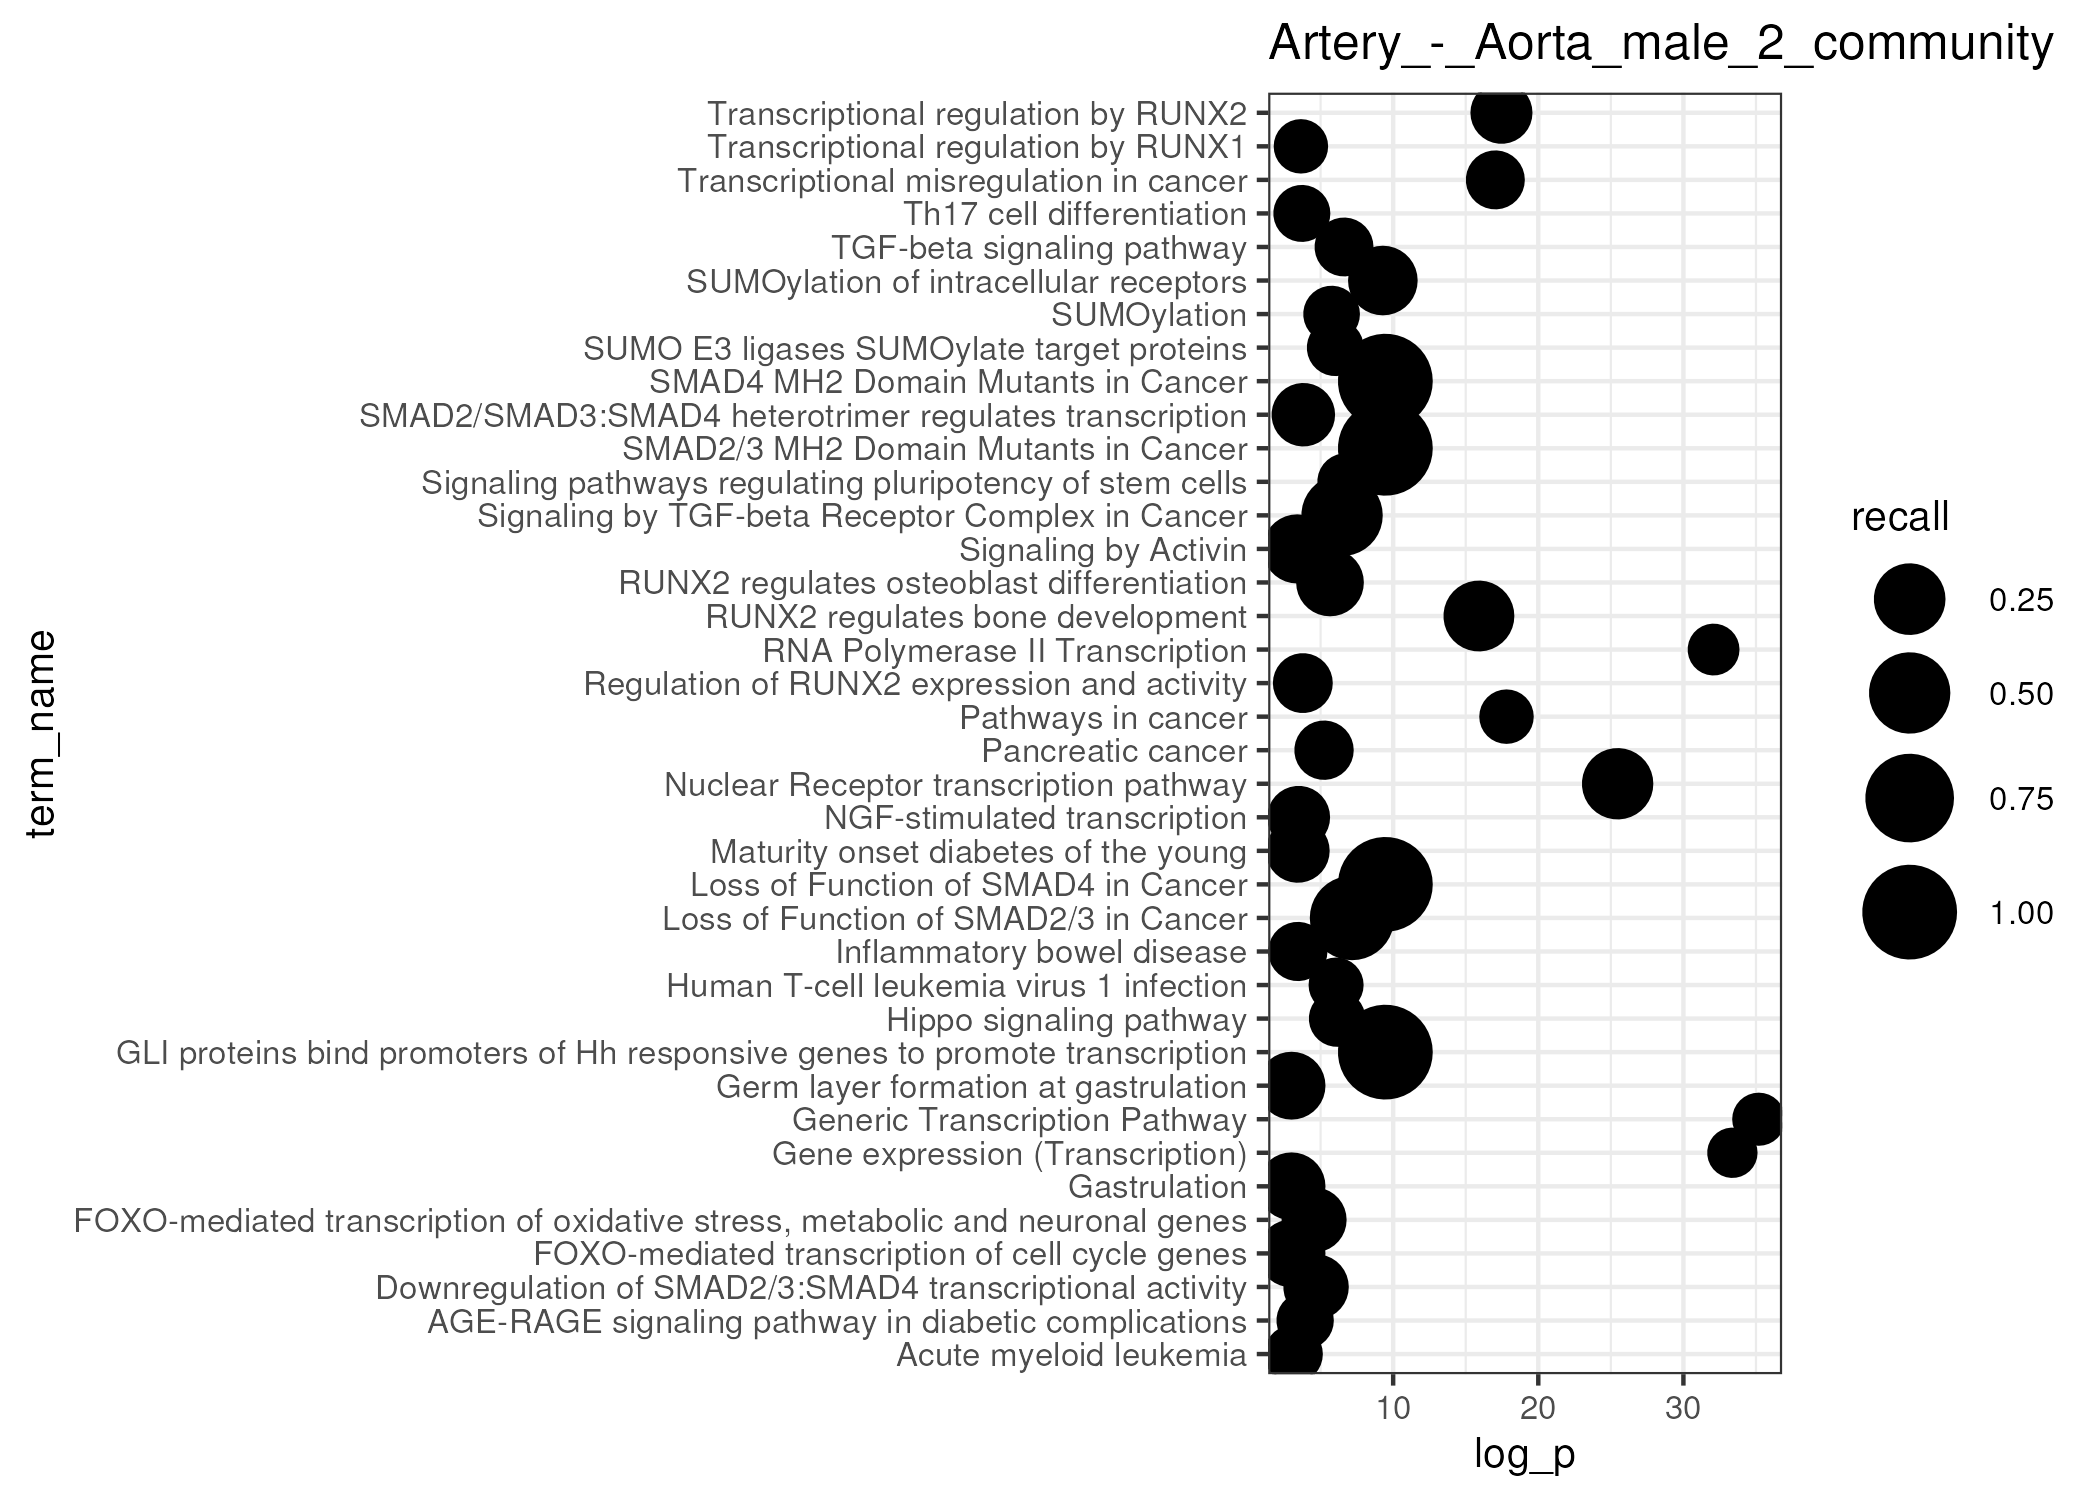 Artery_-_Aorta_male_2_community
Transcriptional regulation by RUNX2
Transcriptional regulation by RUNX1
Transcriptional misregulation in cancer
Th17 cell differentiation
TGF-beta signaling pathway
SUMOylation of intracellular receptors
SUMOylation
SUMO E3 ligases SUMOylate target proteins
SMAD4 MH2 Domain Mutants in Cancer
SMAD2/SMAD3:SMAD4 heterotrimer regulates transcription
SMAD2/3 MH2 Domain Mutants in Cancer
Signaling pathways regulating pluripotency of stem cells
Signaling by TGF-beta Receptor Complex in Cancer
Signaling by Activin
RUNX2 regulates osteoblast differentiation
RUNX2 regulates bone development
RNA Polymerase II Transcription
Regulation of RUNX2 expression and activity
Pathways in cancer
Pancreatic cancer
Nuclear Receptor transcription pathway
NGF-stimulated transcription
Maturity onset diabetes of the young
Loss of Function of SMAD4 in Cancer
Loss of Function of SMAD2/3 in Cancer
Inflammatory bowel disease
Human T-cell leukemia virus 1 infection
Hippo signaling pathway
GLI proteins bind promoters of Hh responsive genes to promote transcription
Germ layer formation at gastrulation
Generic Transcription Pathway
Gene expression (Transcription)
Gastrulation
FOXO-mediated transcription of oxidative stress, metabolic and neuronal genes
FOXO-mediated transcription of cell cycle genes
Downregulation of SMAD2/3:SMAD4 transcriptional activity
AGE-RAGE signaling pathway in diabetic complications
Acute myeloid leukemia
term_name
10 20 30
log_p
recall
0.25
0.50
0.75
1.00